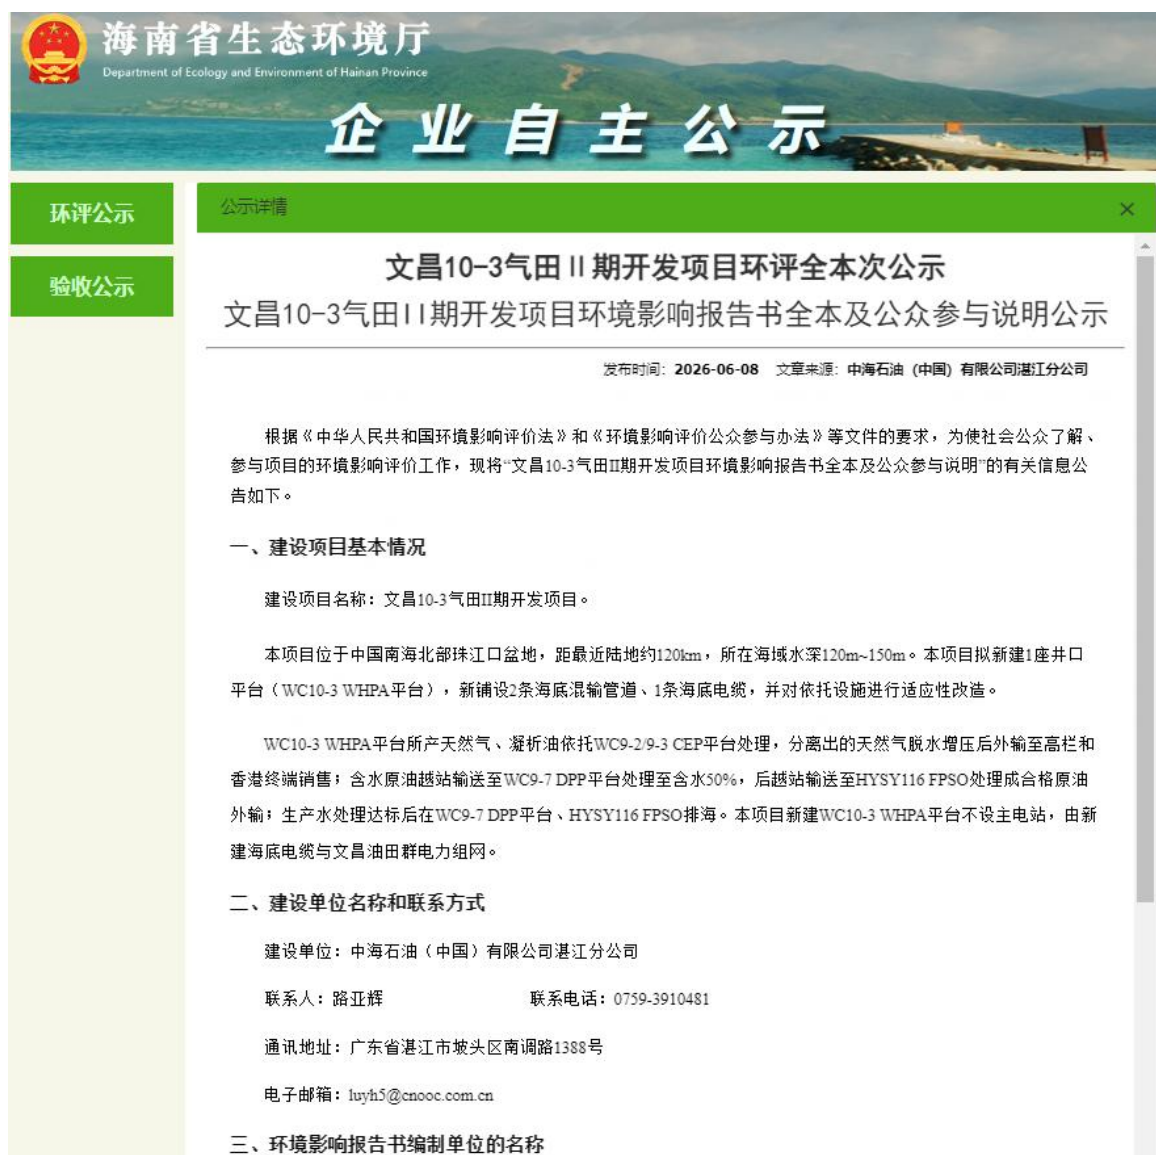 海南省生态环境厅
Department of Ecology and Environment of Hainan Province
企业自主公示
环评公示
验收公示
公示详情
×
文昌10-3气田Ⅱ期开发项目环评全本次公示
文昌10-3气田II期开发项目环境影响报告书全本及公众参与说明公示
发布时间：2026-06-08 文章来源：中海石油（中国）有限公司湛江分公司
根据《中华人民共和国环境影响评价法》和《环境影响评价公众参与办法》等文件的要求，为使社会公众了解、
参与项目的环境影响评价工作，现将“文昌10-3气田II期开发项目环境影响报告书全本及公众参与说明”的有关信息公
告如下。
一、建设项目基本情况
建设项目名称：文昌10-3气田II期开发项目。
本项目位于中国南海北部珠江口盆地，距最近陆地约120km，所在海域水深120m~150m。本项目拟新建1座井口
平台（WC10-3 WHPA平台），新铺设2条海底混输管道、1条海底电缆，并对依托设施进行适应性改造。
WC10-3 WHPA平台所产天然气、凝析油依托WC9-2/9-3 CEP平台处理，分离出的天然气脱水增压后外输至高栏和
香港终端销售；含水原油越站输送至WC9-7 DPP平台处理至含水50%，后越站输送至HYSY116 FPSO处理成合格原油
外输；生产水处理达标后在WC9-7 DPP平台、HYSY116 FPSO排海。本项目新建WC10-3 WHPA平台不设主电站，由新
建海底电缆与文昌油田群电力组网。
二、建设单位名称和联系方式
建设单位：中海石油（中国）有限公司湛江分公司
联系人：路亚辉 联系电话：0759-3910481
通讯地址：广东省湛江市坡头区南调路1388号
电子邮箱：luyh5@cnooc.com.cn
三、环境影响报告书编制单位的名称